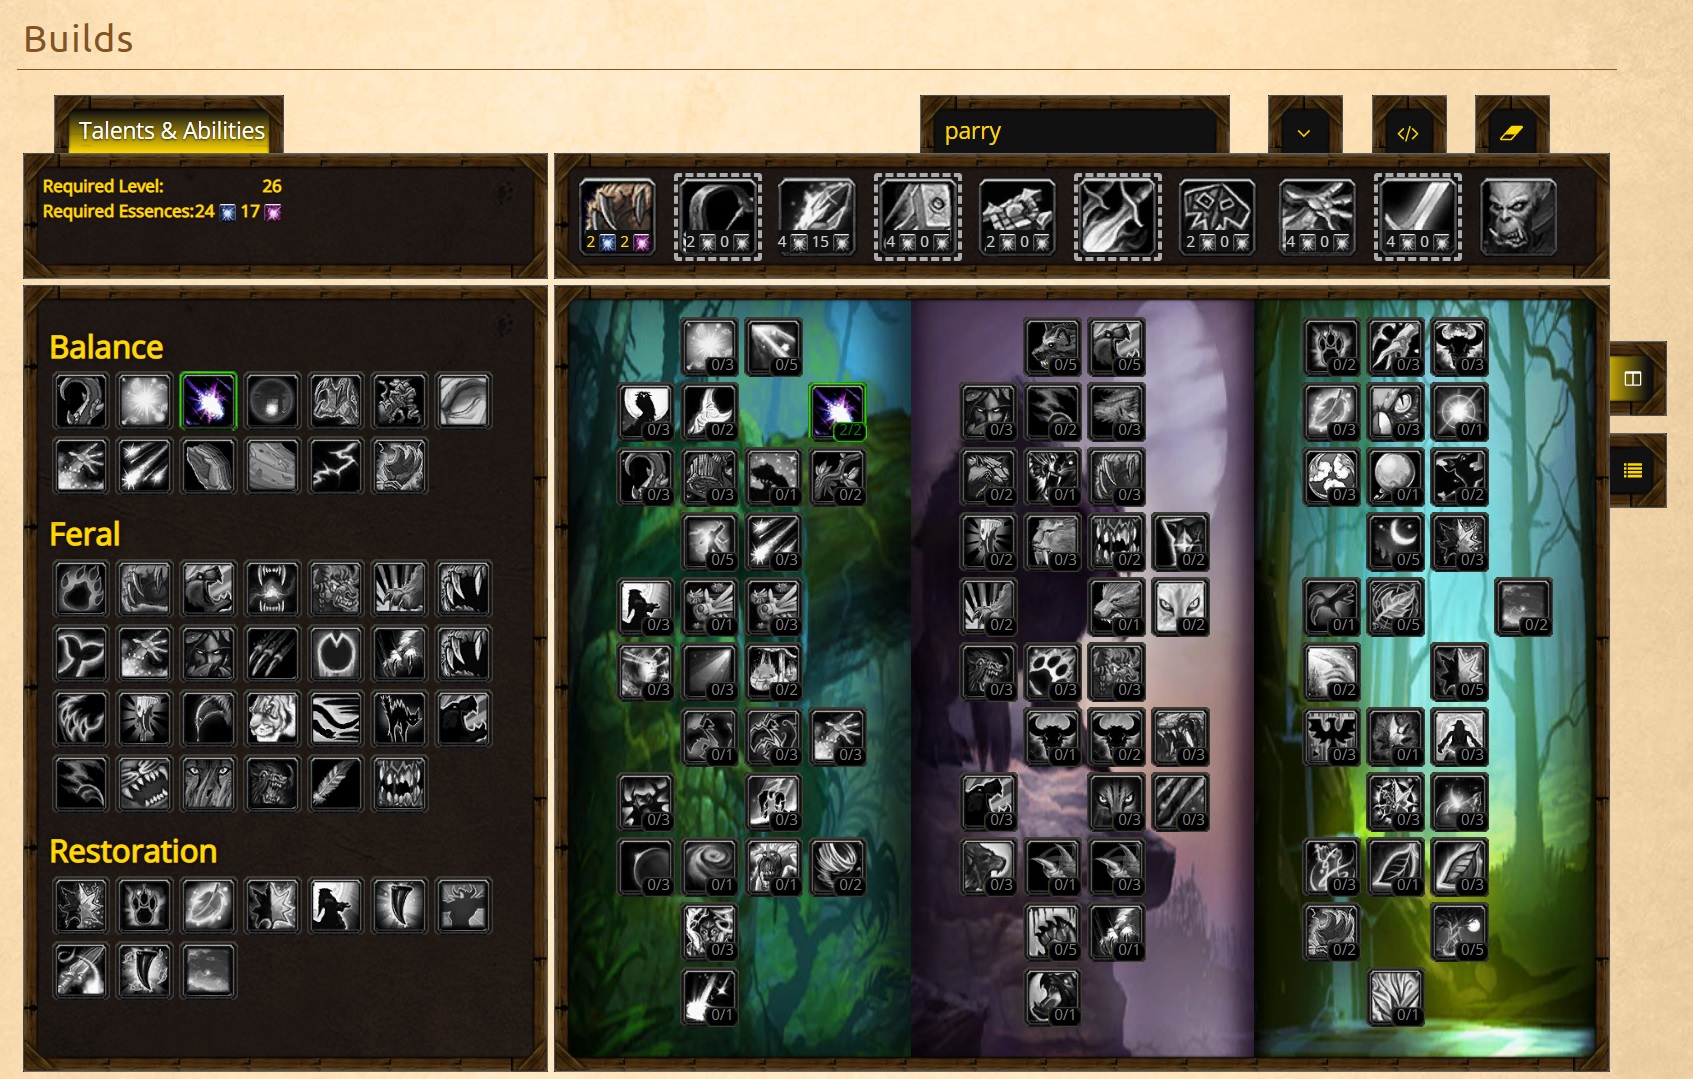 Builds
Talents & Abilities
parry
Required Level: 26
Required Essences:24 17
2 2
2 0
4 15
4 0
2 0
2 0
4 0
4 0
Balance
Feral
Restoration
0/3 0/5 0/5 0/5 0/2 0/3 0/3
0/3 0/2 2/2 0/3 0/2 0/3 0/3 0/3 0/1
0/3 0/3 0/1 0/2 0/2 0/1 0/3 0/3 0/1 0/2
0/5 0/3 0/2 0/3 0/2 0/2 0/5 0/3
0/3 0/1 0/3 0/2 0/1 0/2 0/1 0/5 0/2
0/3 0/3 0/2 0/3 0/3 0/3 0/2 0/5
0/1 0/3 0/3 0/1 0/2 0/3 0/3 0/1 0/3
0/3 0/3 0/3 0/3 0/3 0/3 0/3
0/3 0/1 0/1 0/2 0/3 0/1 0/3 0/3 0/1 0/3
0/3 0/5 0/1 0/2 0/5
0/1 0/1 0/1